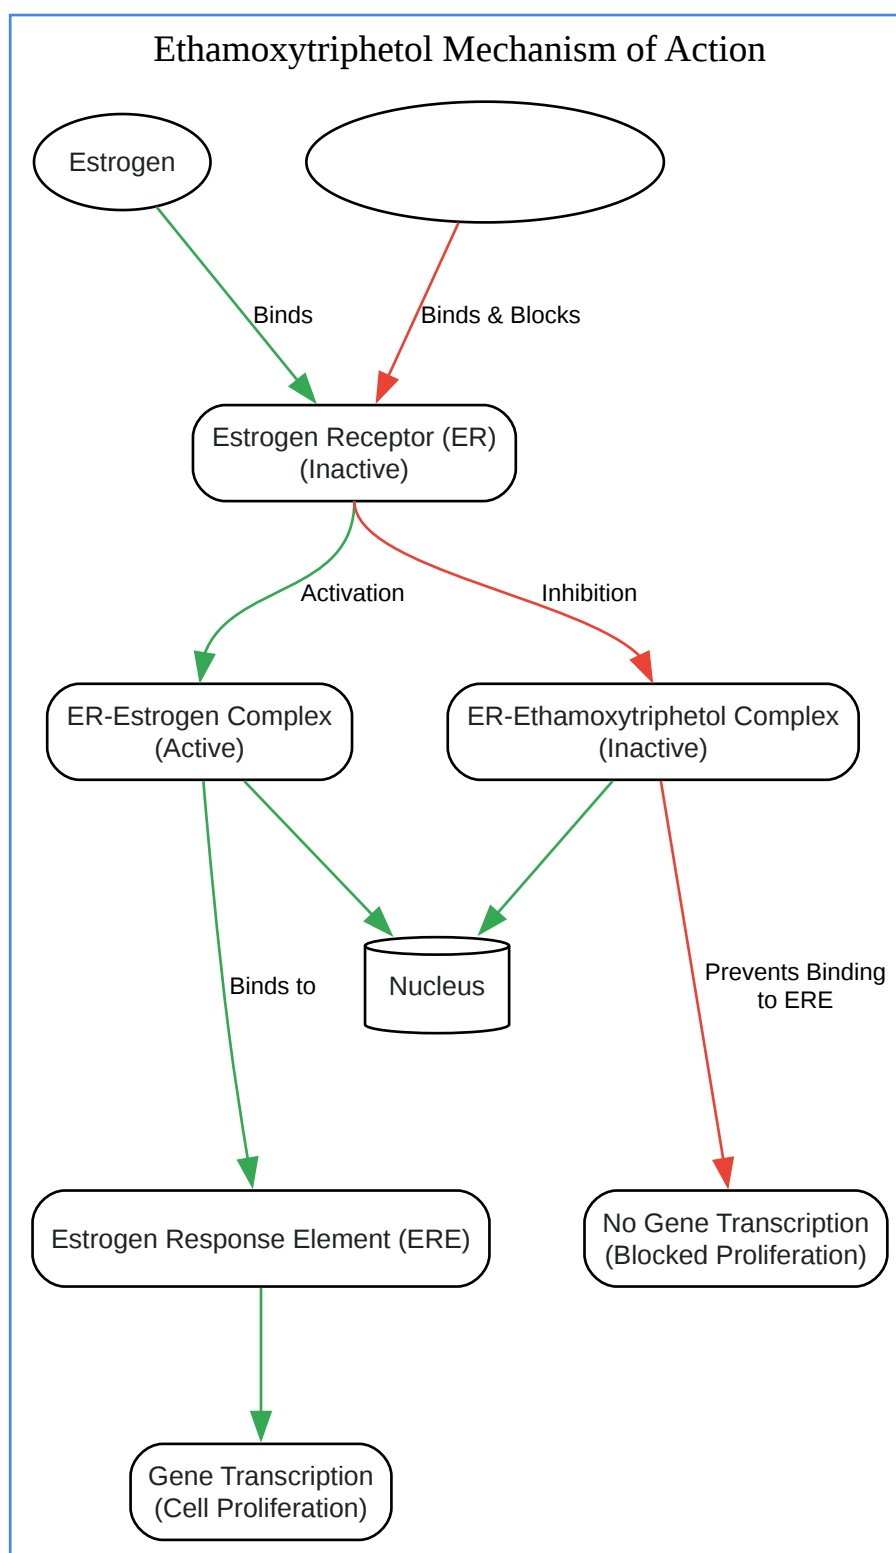 Ethamoxytriphetol Mechanism of Action
Estrogen
Binds
Binds & Blocks
Estrogen Receptor (ER)
(Inactive)
Activation
Inhibition
ER-Estrogen Complex
(Active)
ER-Ethamoxytriphetol Complex
(Inactive)
Nucleus
Binds to
Prevents Binding
to ERE
Estrogen Response Element (ERE)
No Gene Transcription
(Blocked Proliferation)
Gene Transcription
(Cell Proliferation)